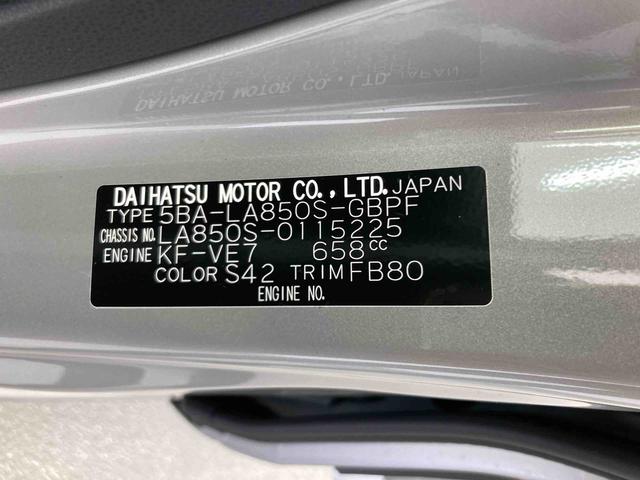 DAIHATSU MOTOR CO., LTD. JAPAN
TYPE 5BA-LA850S-GBPF
CHASSIS NO. LA850S-0115225
ENGINE KF-VE7 658cc
COLOR S42 TRIM FB80
ENGINE NO.